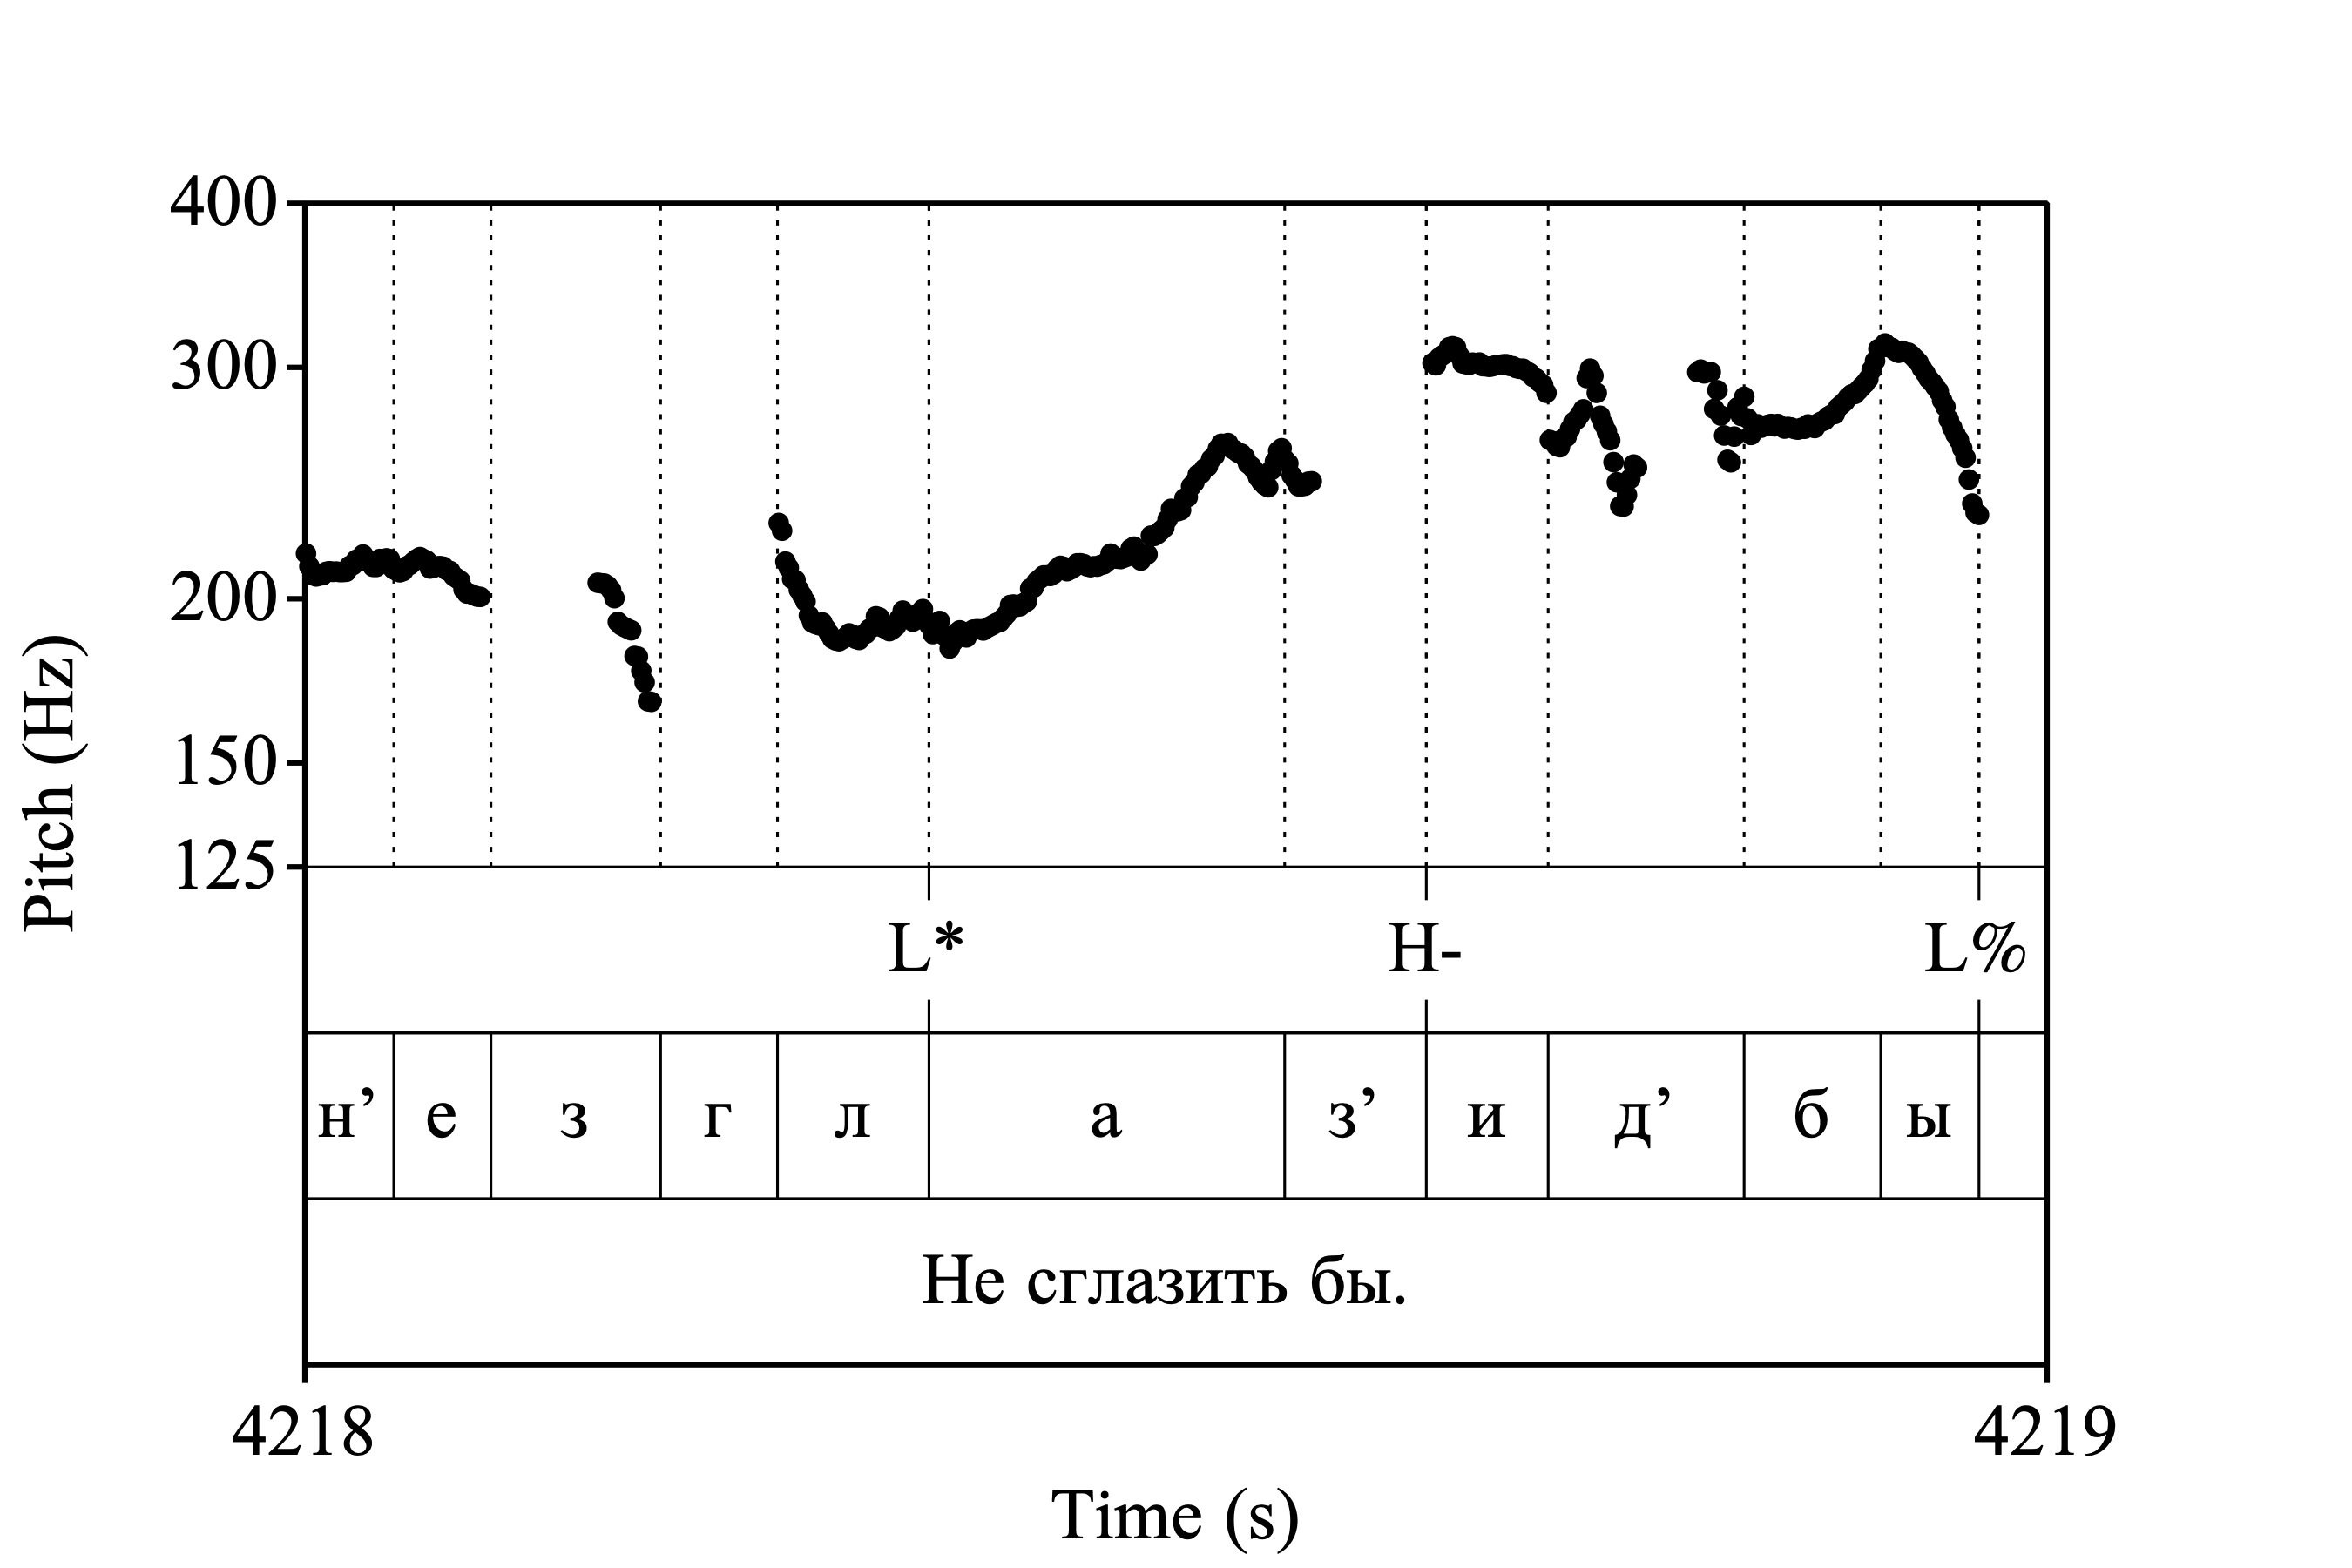 400
300
200
150
125
Pitch (Hz)
L* H- L%
н’ е з г л а з’ и д’ б ы
Не сглазить бы.
4218 4219
Time (s)